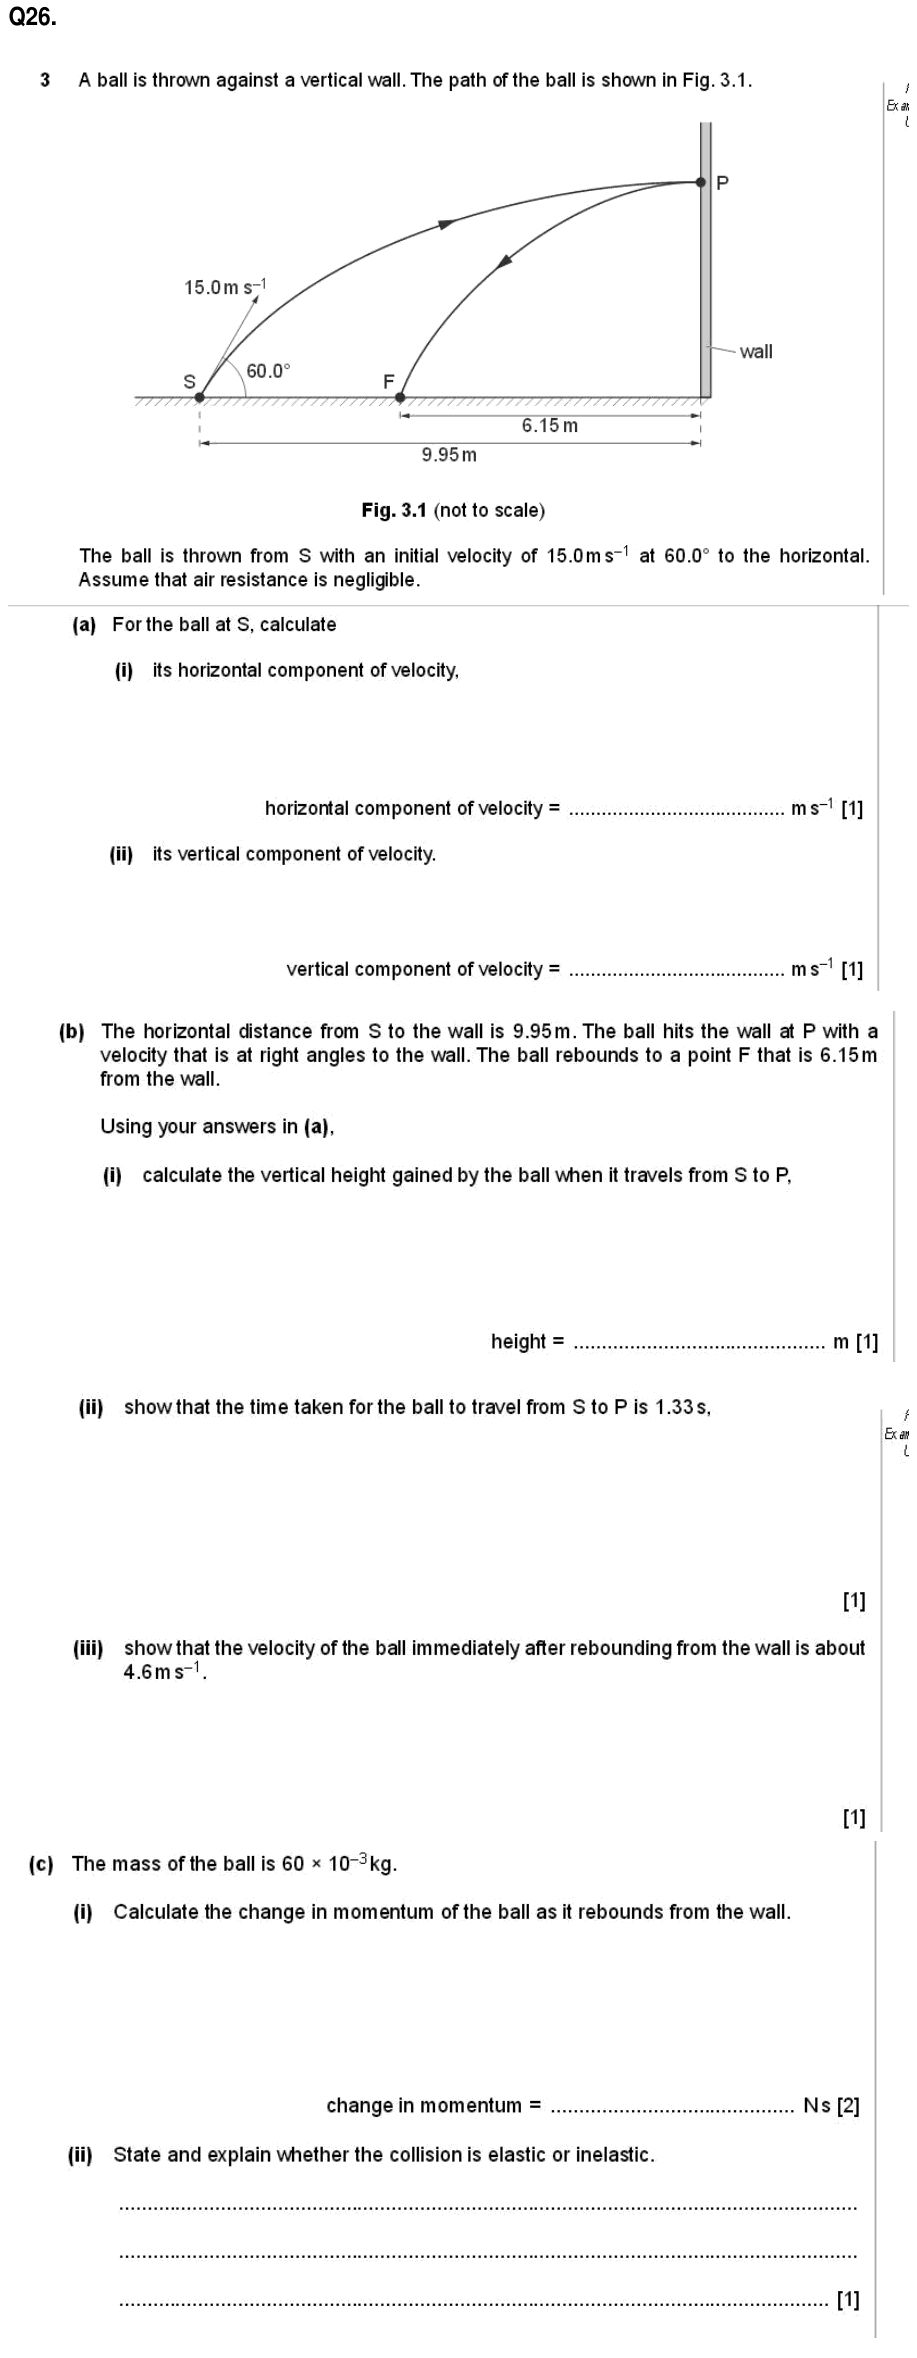 Q26.
3 A ball is thrown against a vertical wall. The path of the ball is shown in Fig. 3.1.
Ex
P
15.0 m s⁻¹
wall
60.0°
S
F
6.15 m
9.95 m
Fig. 3.1 (not to scale)
The ball is thrown from S with an initial velocity of 15.0 m s⁻¹ at 60.0° to the horizontal.
Assume that air resistance is negligible.
(a) For the ball at S, calculate
(i) its horizontal component of velocity,
horizontal component of velocity = ....................................... m s⁻¹ [1]
(ii) its vertical component of velocity.
vertical component of velocity = ....................................... m s⁻¹ [1]
(b) The horizontal distance from S to the wall is 9.95 m. The ball hits the wall at P with a
velocity that is at right angles to the wall. The ball rebounds to a point F that is 6.15 m
from the wall.
Using your answers in (a),
(i) calculate the vertical height gained by the ball when it travels from S to P,
height = ............................................. m [1]
(ii) show that the time taken for the ball to travel from S to P is 1.33 s,
Ex
[1]
(iii) show that the velocity of the ball immediately after rebounding from the wall is about
4.6 m s⁻¹.
[1]
(c) The mass of the ball is 60 × 10⁻³ kg.
(i) Calculate the change in momentum of the ball as it rebounds from the wall.
change in momentum = ........................................... N s [2]
(ii) State and explain whether the collision is elastic or inelastic.
..................................................................................................................................
..................................................................................................................................
............................................................................................................................. [1]